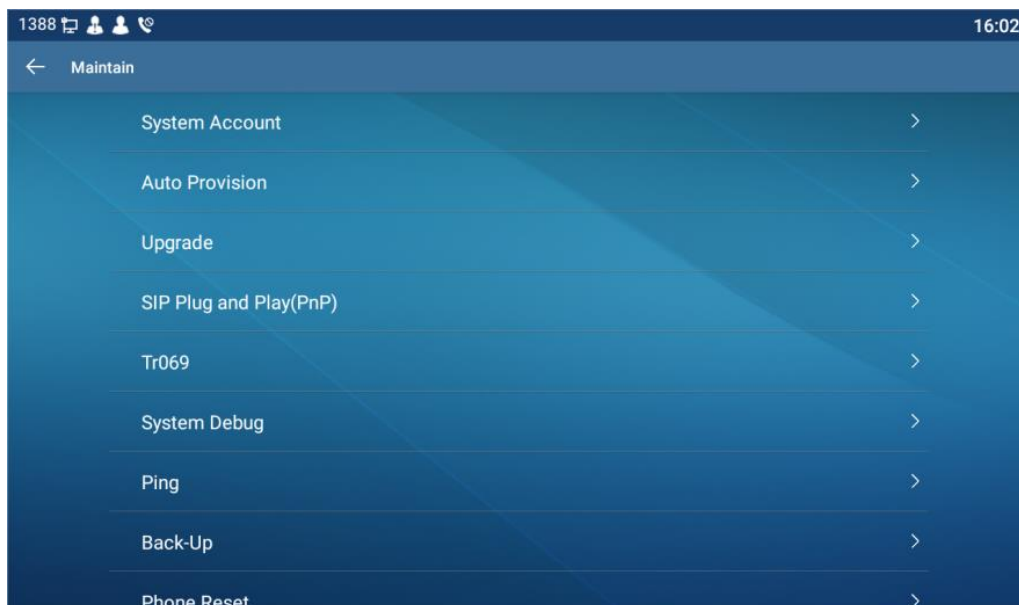 1388
16:02
Maintain
System Account
Auto Provision
Upgrade
SIP Plug and Play(PnP)
Tr069
System Debug
Ping
Back-Up
Phone Reset